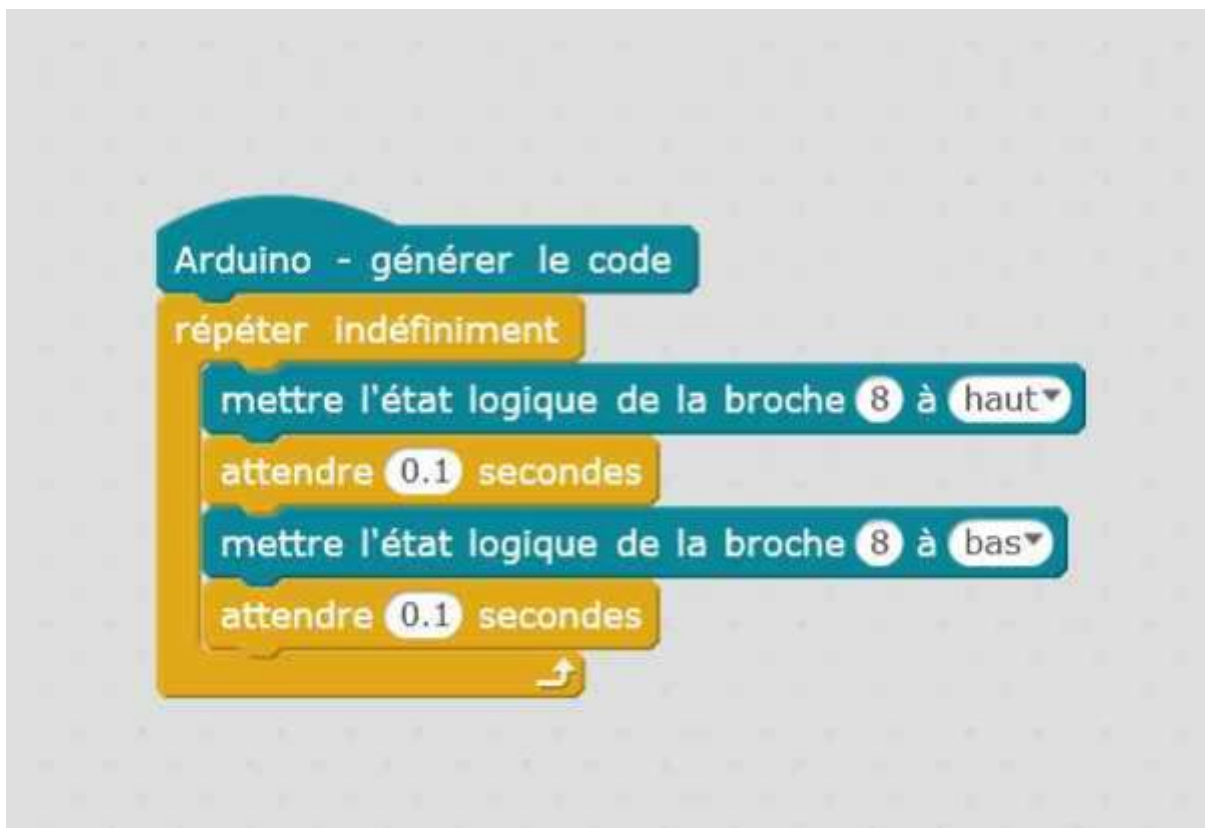 Arduino - générer le code
répéter indéfiniment
mettre l'état logique de la broche 8 à haut
attendre 0.1 secondes
mettre l'état logique de la broche 8 à bas
attendre 0.1 secondes